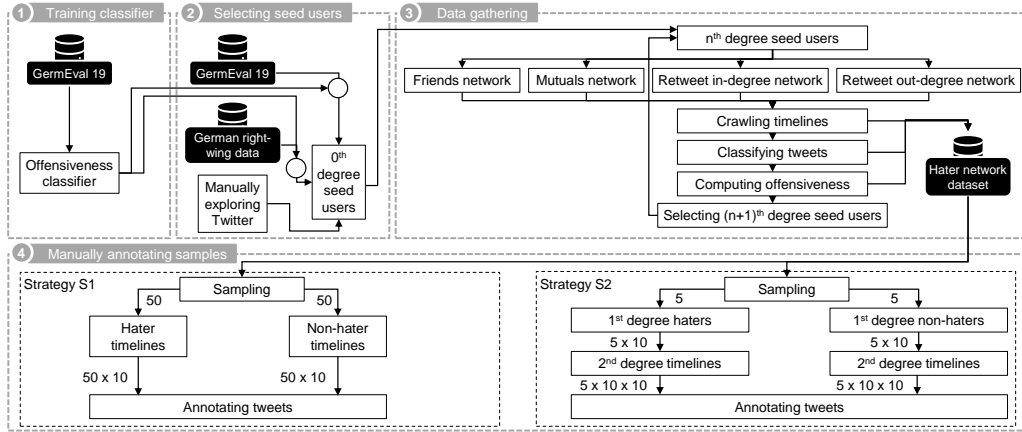 1 Training classifier
GermEval 19
Offensiveness
classifier
2 Selecting seed users
GermEval 19
German right-
wing data
Manually
exploring
Twitter
0th
degree
seed
users
3 Data gathering
nth degree seed users
Friends network
Mutuals network
Retweet in-degree network
Retweet out-degree network
Crawling timelines
Classifying tweets
Computing offensiveness
Selecting (n+1)th degree seed users
Hater network
dataset
4 Manually annotating samples
Strategy S1
Sampling
50
50
Hater
timelines
Non-hater
timelines
50 x 10
50 x 10
Annotating tweets
Strategy S2
Sampling
5
5
1st degree haters
1st degree non-haters
5 x 10
5 x 10
2nd degree timelines
2nd degree timelines
5 x 10 x 10
5 x 10 x 10
Annotating tweets